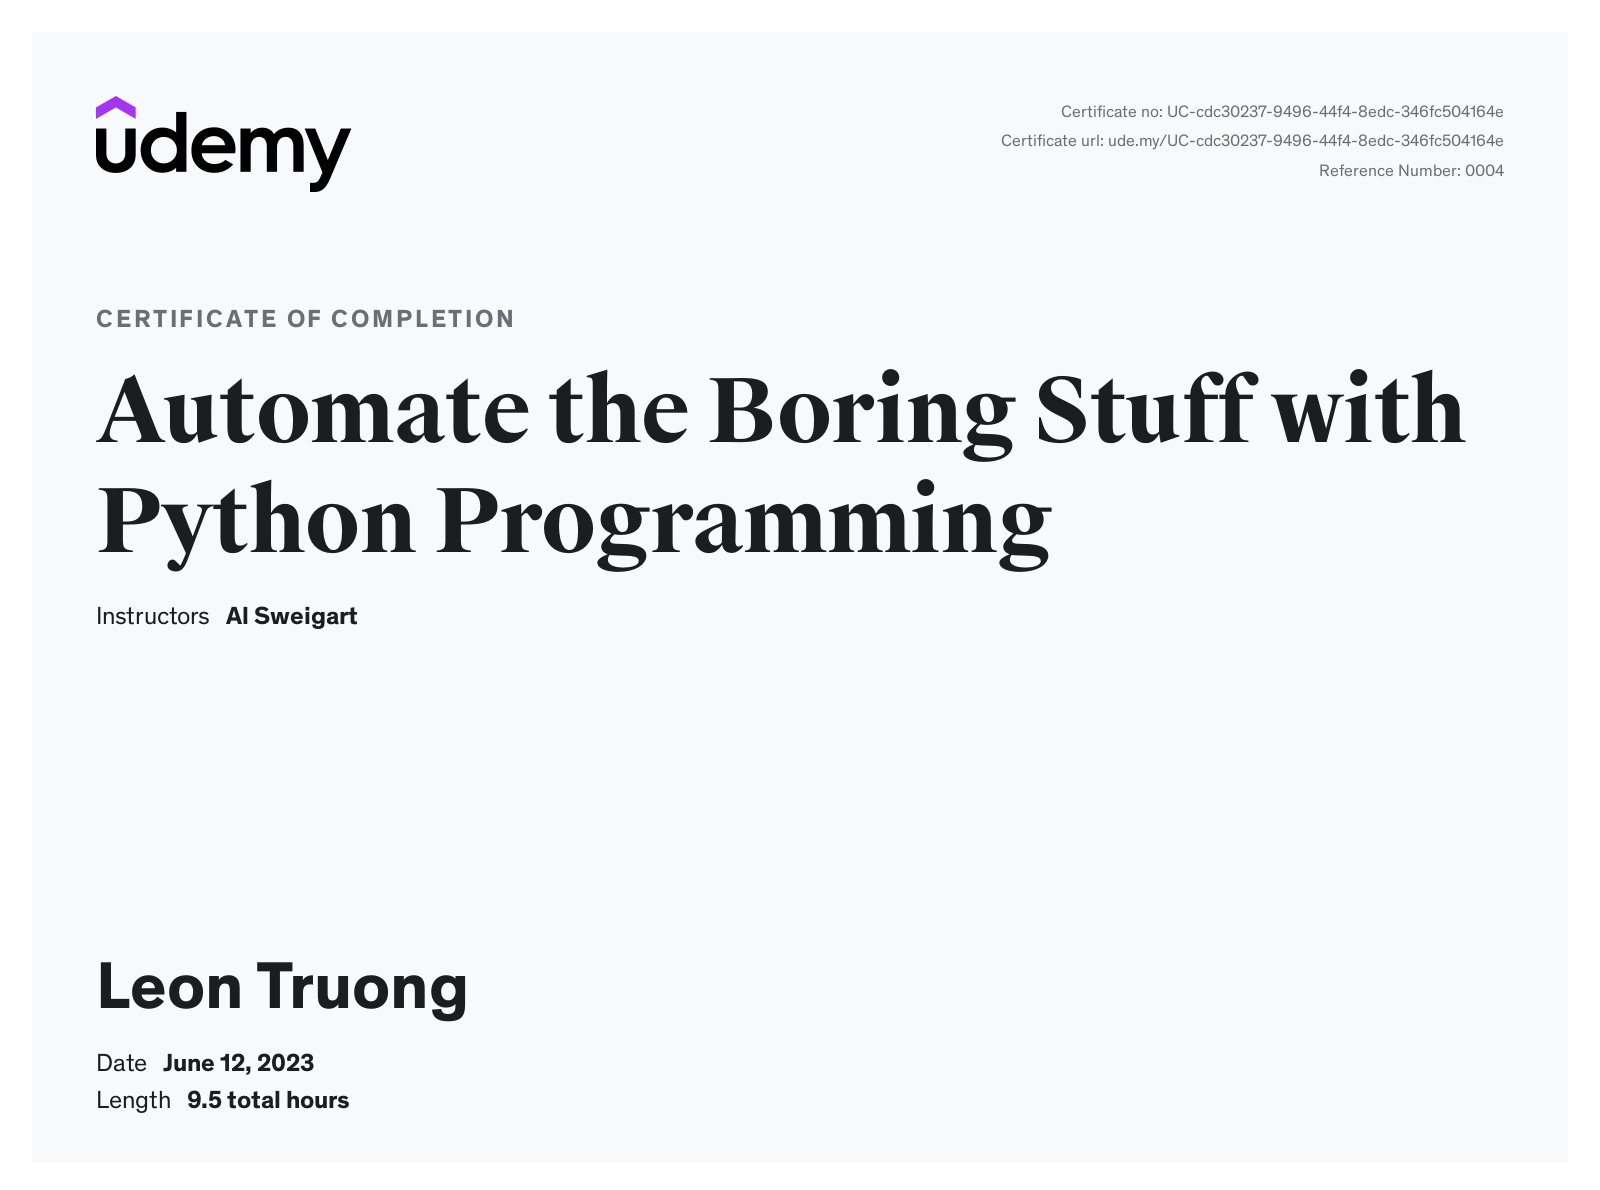 udemy
Certificate no: UC-cdc30237-9496-44f4-8edc-346fc504164e
Certificate url: ude.my/UC-cdc30237-9496-44f4-8edc-346fc504164e
Reference Number: 0004
CERTIFICATE OF COMPLETION
Automate the Boring Stuff with
Python Programming
Instructors Al Sweigart
Leon Truong
Date June 12, 2023
Length 9.5 total hours